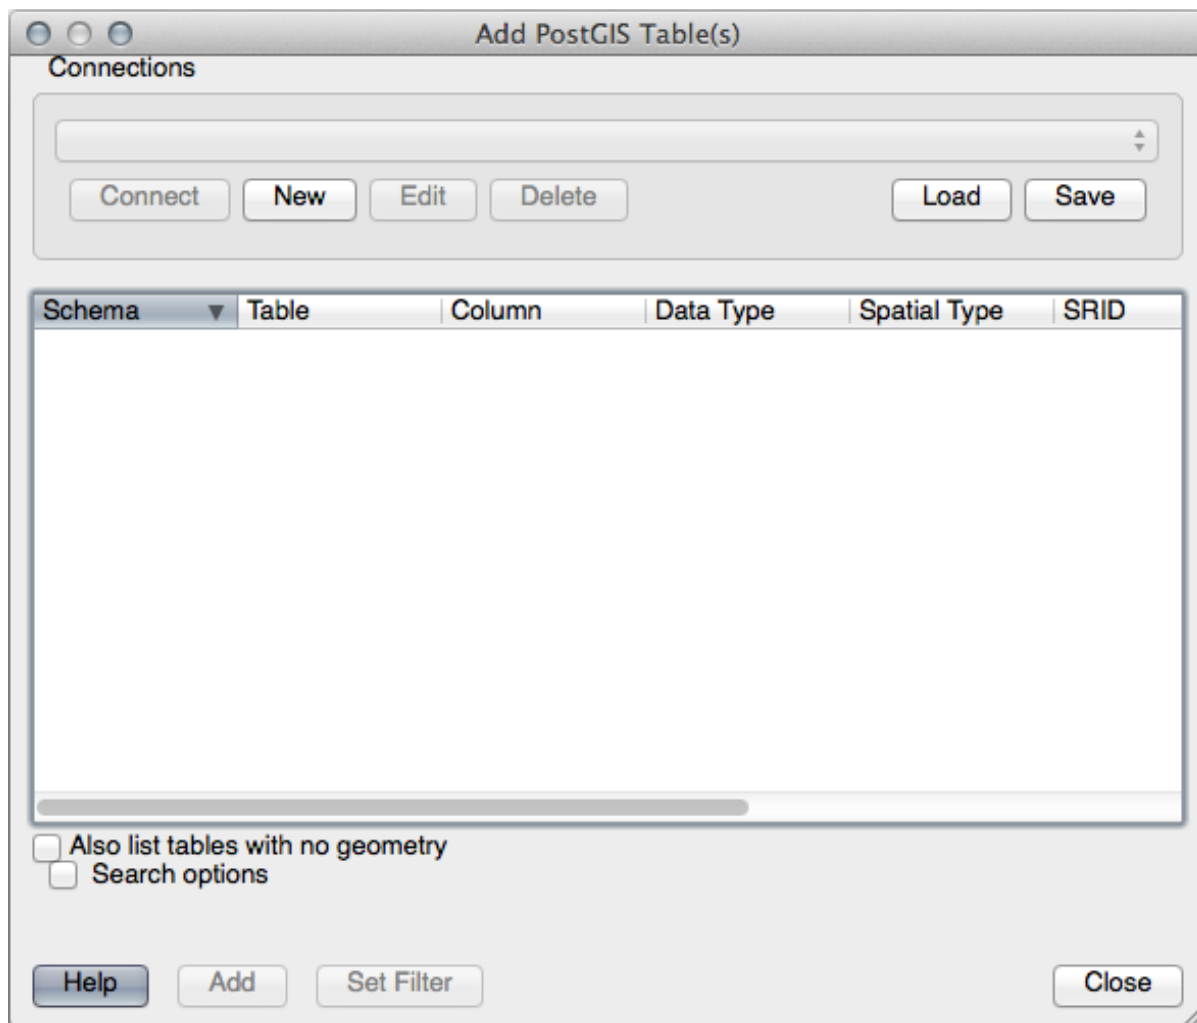 Add PostGIS Table(s)
Connections
Connect New Edit Delete Load Save
Schema Table Column Data Type Spatial Type SRID
Also list tables with no geometry
Search options
Help Add Set Filter Close